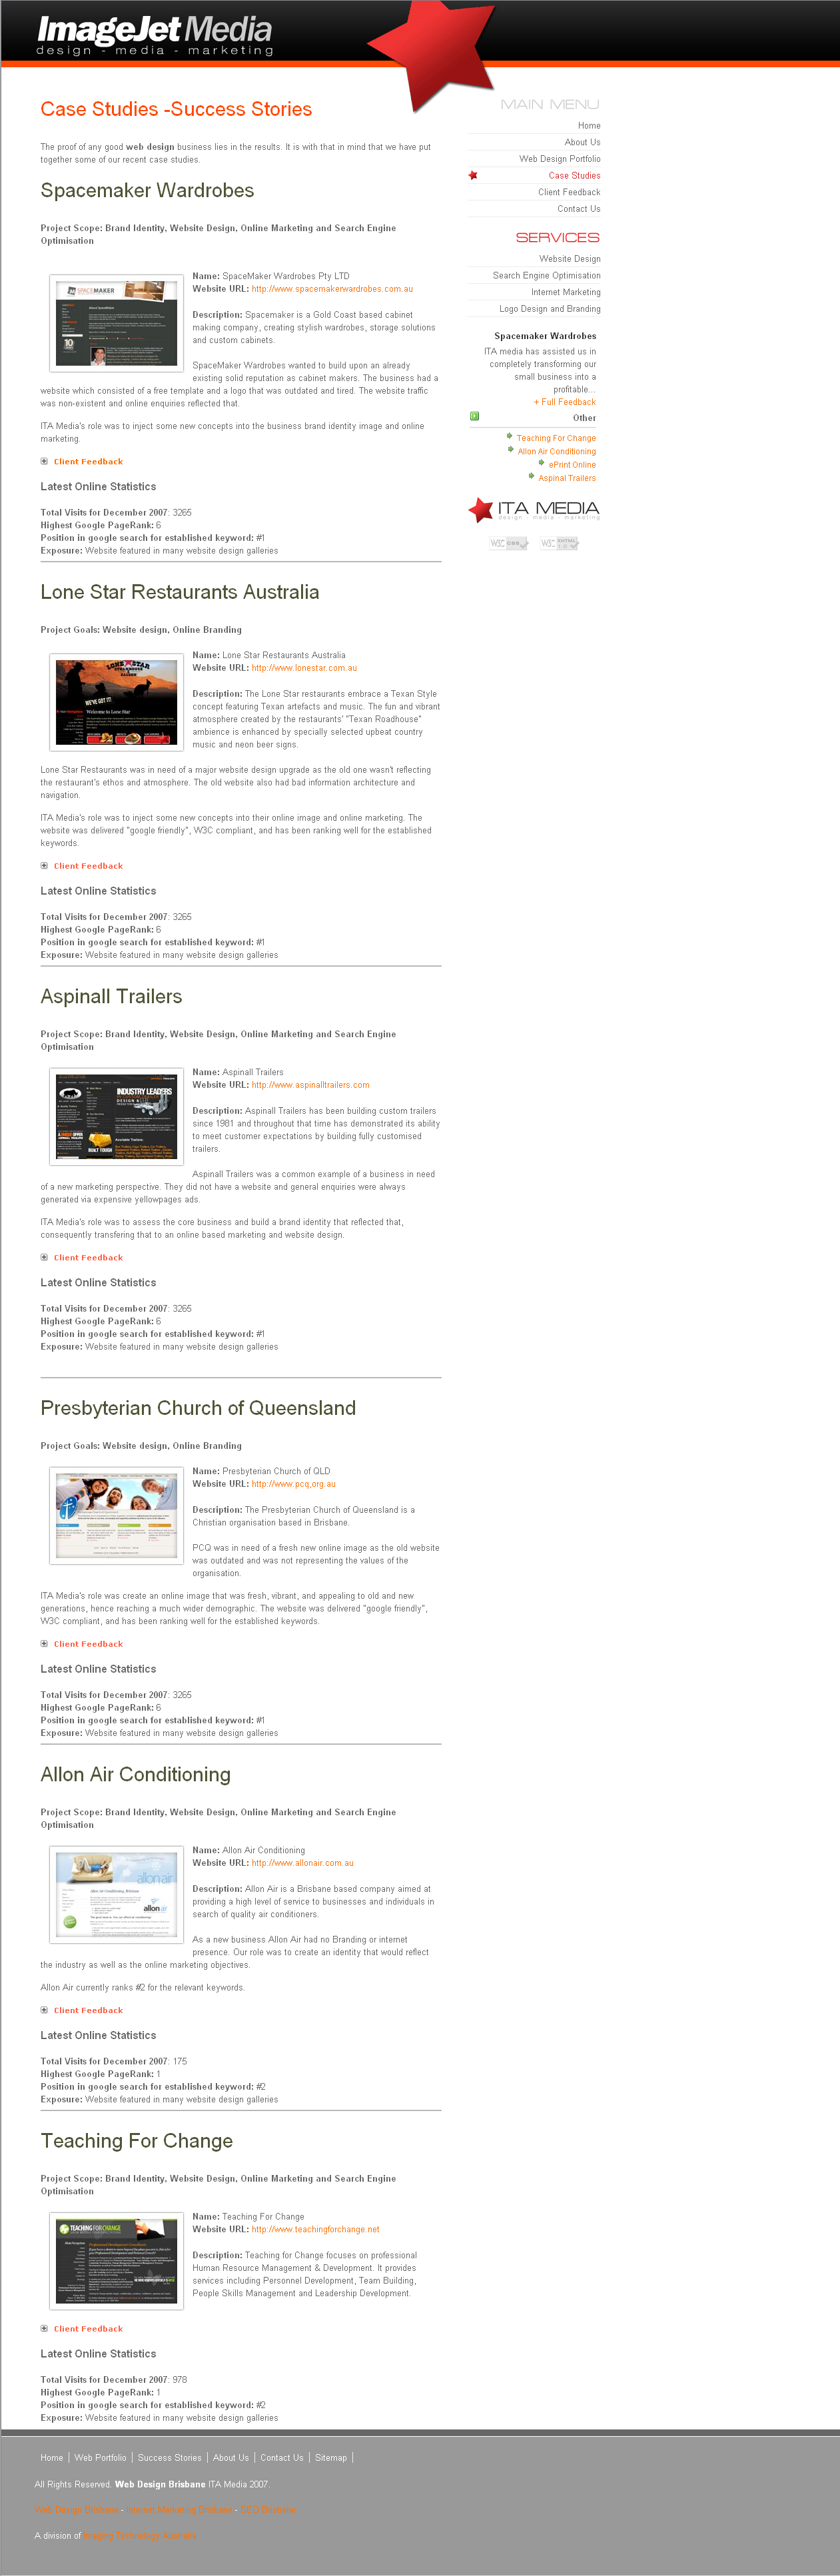 ImageJet Media
design - media - marketing
Case Studies -Success Stories
The proof of any good web design business lies in the results. It is with that in mind that we have put
together some of our recent case studies.
Spacemaker Wardrobes
Project Scope: Brand Identity, Website Design, Online Marketing and Search Engine
Optimisation
Name: SpaceMaker Wardrobes Pty LTD
Website URL: http://www.spacemakerwardrobes.com.au
SPACEMAKER
Description: Spacemaker is a Gold Coast based cabinet
making company, creating stylish wardrobes, storage solutions
and custom cabinets.
SpaceMaker Wardrobes wanted to build upon an already
existing solid reputation as cabinet makers. The business had a
website which consisted of a free template and a logo that was outdated and tired. The website traffic
was non-existent and online enquiries reflected that.
ITA Media's role was to inject some new concepts into the business brand identity image and online
marketing.
Client Feedback
Latest Online Statistics
Total Visits for December 2007: 3265
Highest Google PageRank: 6
Position in google search for established keyword: #1
Exposure: Website featured in many website design galleries
Lone Star Restaurants Australia
Project Goals: Website design, Online Branding
Name: Lone Star Restaurants Australia
Website URL: http://www.lonestar.com.au
LONE STAR
WE'VE GOT IT!
Welcome to Lone Star
Description: The Lone Star restaurants embrace a Texan Style
concept featuring Texan artefacts and music. The fun and vibrant
atmosphere created by the restaurants' "Texan Roadhouse"
ambience is enhanced by specially selected upbeat country
music and neon beer signs.
Lone Star Restaurants was in need of a major website design upgrade as the old one wasn't reflecting
the restaurant's ethos and atmosphere. The old website also had bad information architecture and
navigation.
ITA Media's role was to inject some new concepts into their online image and online marketing. The
website was delivered "google friendly", W3C compliant, and has been ranking well for the established
keywords.
Client Feedback
Latest Online Statistics
Total Visits for December 2007: 3265
Highest Google PageRank: 6
Position in google search for established keyword: #1
Exposure: Website featured in many website design galleries
Aspinall Trailers
Project Scope: Brand Identity, Website Design, Online Marketing and Search Engine
Optimisation
Name: Aspinall Trailers
Website URL: http://www.aspinalltrailers.com
INDUSTRY LEADERS
BUILT TOUGH
Description: Aspinall Trailers has been building custom trailers
since 1981 and throughout that time has demonstrated its ability
to meet customer expectations by building fully customised
trailers.
Aspinall Trailers was a common example of a business in need
of a new marketing perspective. They did not have a website and general enquiries were always
generated via expensive yellowpages ads.
ITA Media's role was to assess the core business and build a brand identity that reflected that,
consequently transfering that to an online based marketing and website design.
Client Feedback
Latest Online Statistics
Total Visits for December 2007: 3265
Highest Google PageRank: 6
Position in google search for established keyword: #1
Exposure: Website featured in many website design galleries
Presbyterian Church of Queensland
Project Goals: Website design, Online Branding
Name: Presbyterian Church of QLD
Website URL: http://www.pcq.org.au
Description: The Presbyterian Church of Queensland is a
Christian organisation based in Brisbane.
PCQ was in need of a fresh new online image as the old website
was outdated and was not representing the values of the
organisation.
ITA Media's role was create an online image that was fresh, vibrant, and appealing to old and new
generations, hence reaching a much wider demographic. The website was delivered "google friendly",
W3C compliant, and has been ranking well for the established keywords.
Client Feedback
Latest Online Statistics
Total Visits for December 2007: 3265
Highest Google PageRank: 6
Position in google search for established keyword: #1
Exposure: Website featured in many website design galleries
Allon Air Conditioning
Project Scope: Brand Identity, Website Design, Online Marketing and Search Engine
Optimisation
Name: Allon Air Conditioning
Website URL: http://www.allonair.com.au
allon air
allon air
Description: Allon Air is a Brisbane based company aimed at
providing a high level of service to businesses and individuals in
search of quality air conditioners.
As a new business Allon Air had no Branding or internet
presence. Our role was to create an identity that would reflect
the industry as well as the online marketing objectives.
Allon Air currently ranks #2 for the relevant keywords.
Client Feedback
Latest Online Statistics
Total Visits for December 2007: 175
Highest Google PageRank: 1
Position in google search for established keyword: #2
Exposure: Website featured in many website design galleries
Teaching For Change
Project Scope: Brand Identity, Website Design, Online Marketing and Search Engine
Optimisation
Name: Teaching For Change
Website URL: http://www.teachingforchange.net
TEACHING FOR CHANGE
Description: Teaching for Change focuses on professional
Human Resource Management & Development. It provides
services including Personnel Development, Team Building,
People Skills Management and Leadership Development.
Client Feedback
Latest Online Statistics
Total Visits for December 2007: 978
Highest Google PageRank: 1
Position in google search for established keyword: #2
Exposure: Website featured in many website design galleries
MAIN MENU
Home
About Us
Web Design Portfolio
Case Studies
Client Feedback
Contact Us
SERVICES
Website Design
Search Engine Optimisation
Internet Marketing
Logo Design and Branding
Spacemaker Wardrobes
ITA media has assisted us in
completely transforming our
small business into a
profitable...
+ Full Feedback
Other
Teaching For Change
Allon Air Conditioning
ePrint Online
Aspinal Trailers
ITA MEDIA
design - media - marketing
W3C CSS
W3C XHTML 1.0
Home | Web Portfolio | Success Stories | About Us | Contact Us | Sitemap |
All Rights Reserved. Web Design Brisbane ITA Media 2007.
Web Design Brisbane - Internet Marketing Brisbane - SEO Brisbane
A division of Imaging Technology Australia